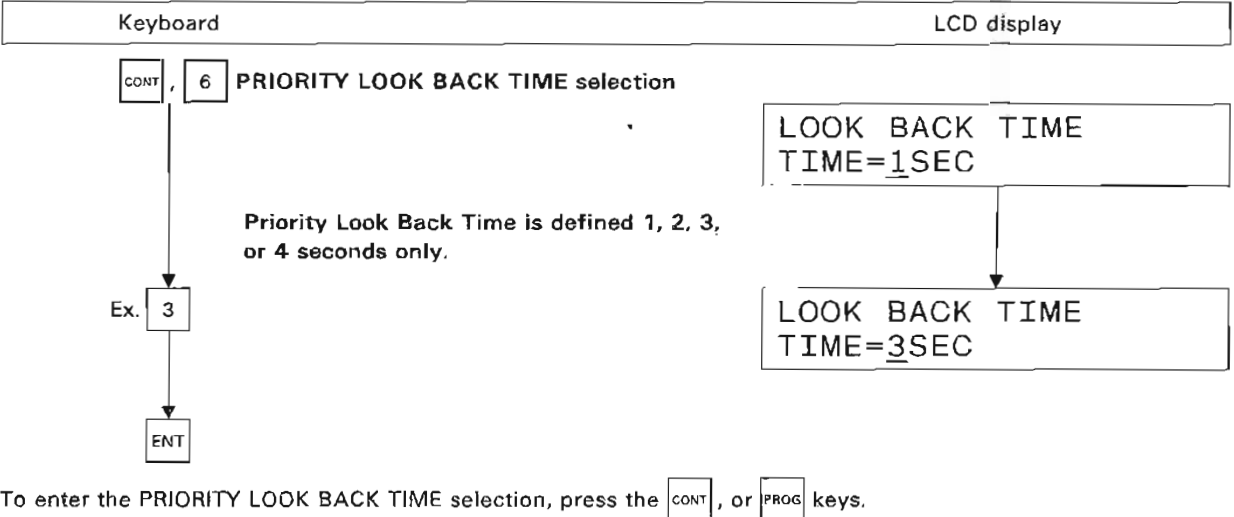 Keyboard LCD display
CONT , 6 PRIORITY LOOK BACK TIME selection
LOOK BACK TIME
TIME=1SEC
Priority Look Back Time is defined 1, 2, 3,
or 4 seconds only.
Ex. 3
LOOK BACK TIME
TIME=3SEC
ENT
To enter the PRIORITY LOOK BACK TIME selection, press the CONT , or PROG keys.